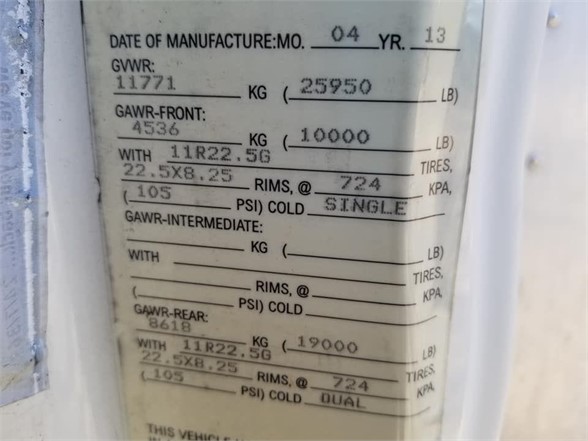 DATE OF MANUFACTURE: MO. 04 YR. 13
GVWR:
11771 KG ( 25950 LB)
GAWR-FRONT:
4536 KG ( 10000 LB)
WITH 11R22.5G TIRES,
22.5X8.25 RIMS, @ 724 KPA,
( 105 PSI) COLD SINGLE
GAWR-INTERMEDIATE:
KG ( LB)
WITH TIRES,
RIMS, @ KPA,
( PSI) COLD
GAWR-REAR:
8618 KG ( 19000 LB)
WITH 11R22.5G TIRES,
22.5X8.25 RIMS, @ 724 KPA,
( 105 PSI) COLD DUAL
THIS VEHICLE